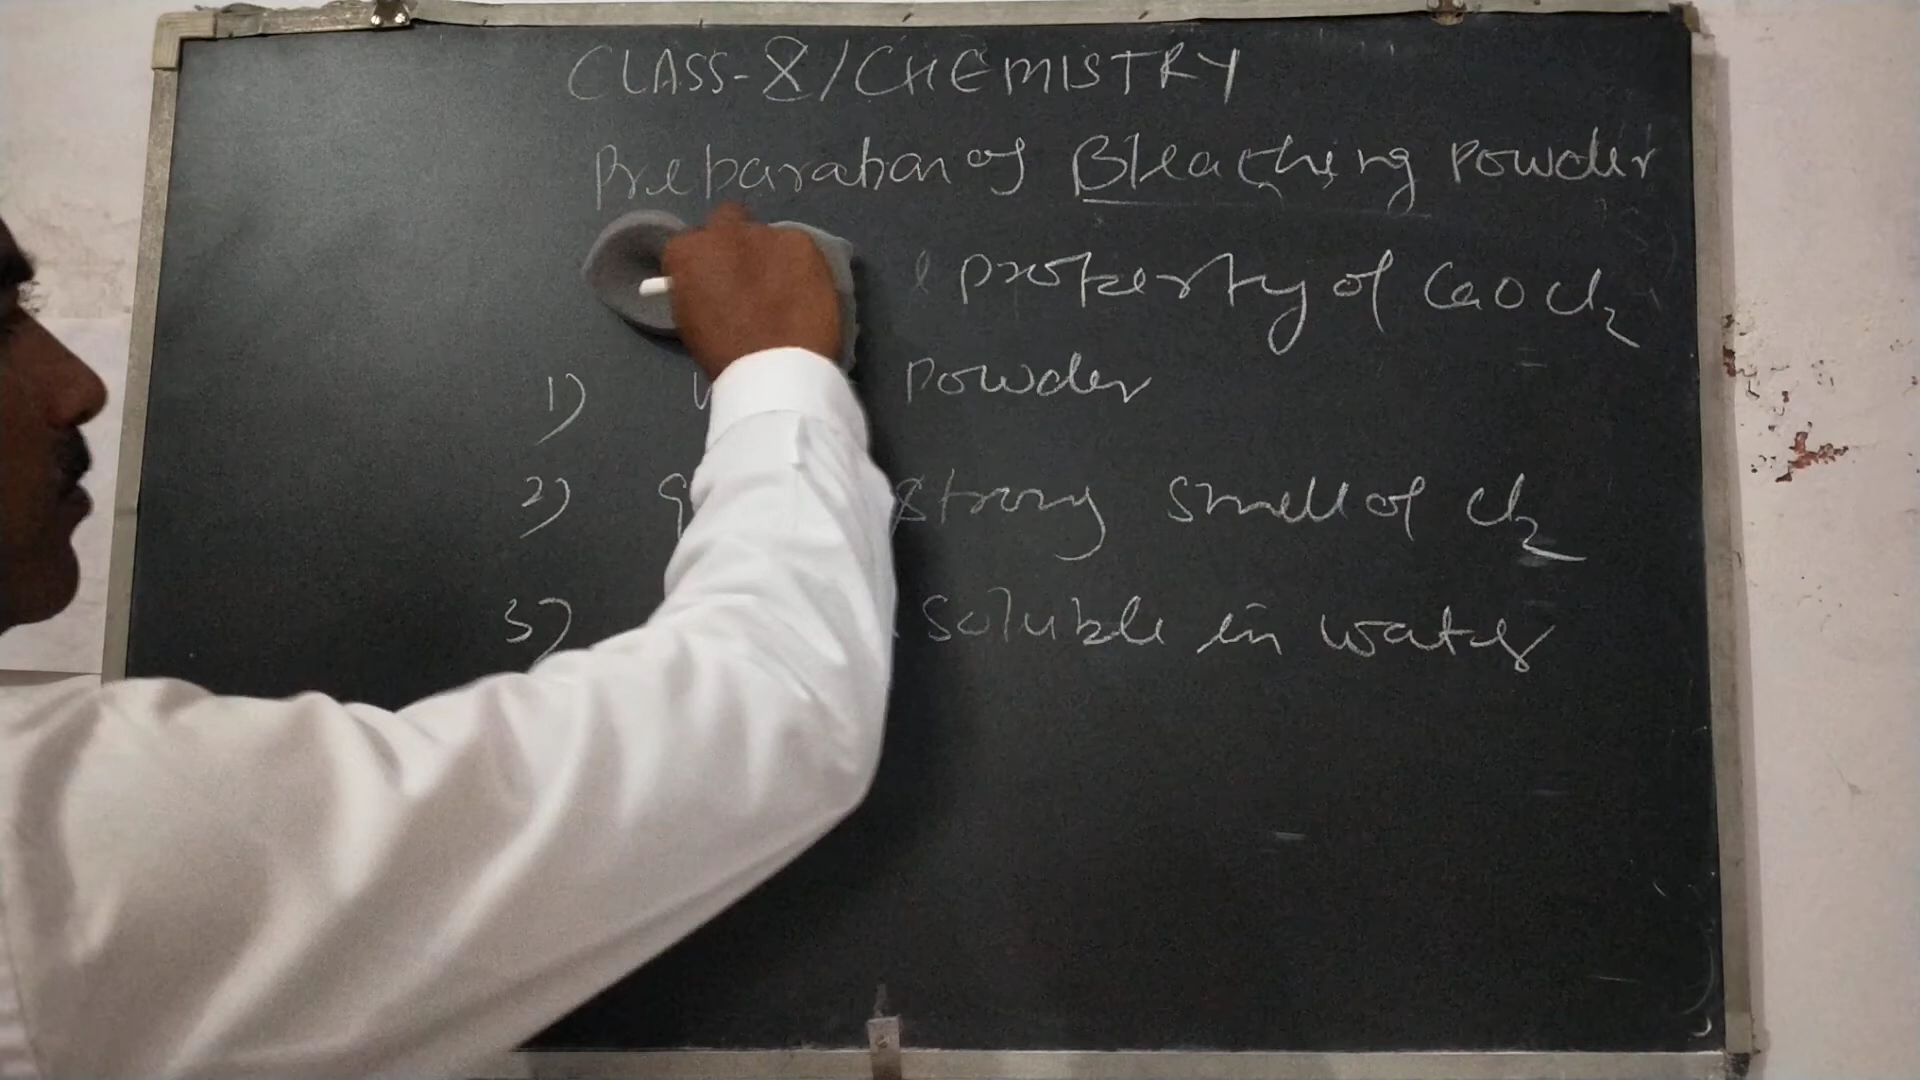 CLASS-X/CHEMISTRY
Preparation of Bleaching Powder
property of CaOCl2
1) Powder
2) strong smell of Cl2
3) soluble in water